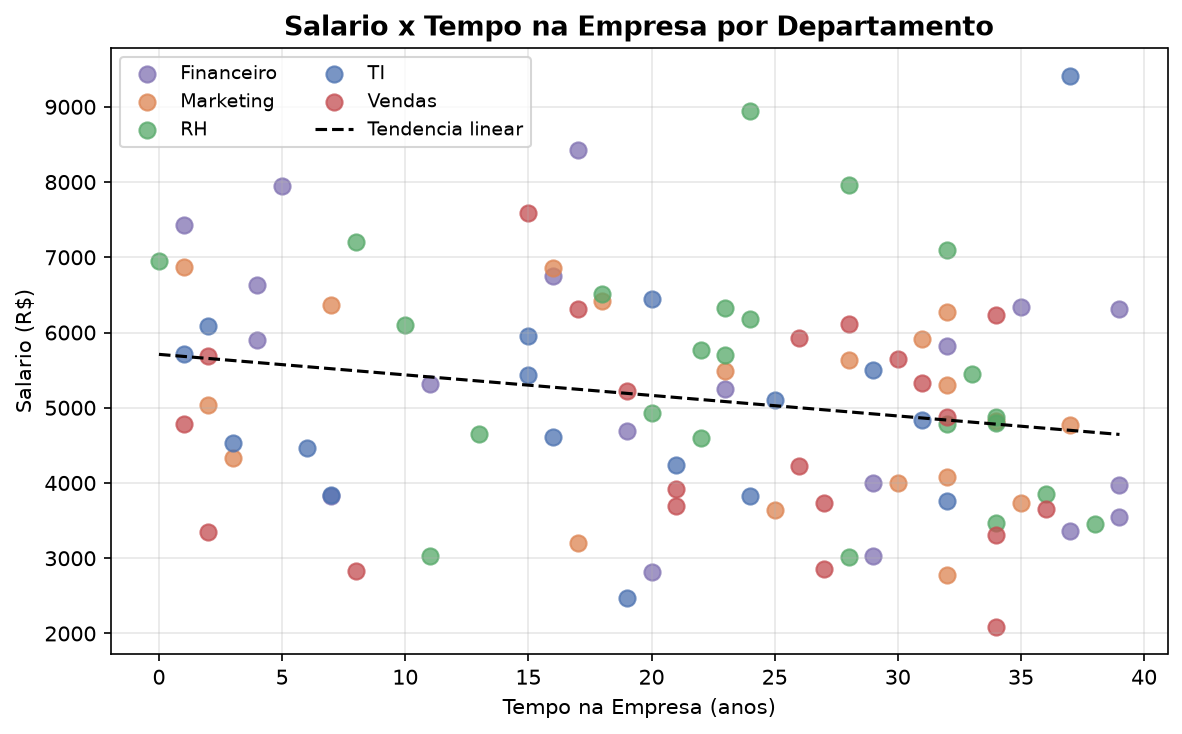 Salario x Tempo na Empresa por Departamento
Financeiro
Marketing
RH
TI
Vendas
Tendencia linear
Salario (R$)
9000
8000
7000
6000
5000
4000
3000
2000
0 5 10 15 20 25 30 35 40
Tempo na Empresa (anos)